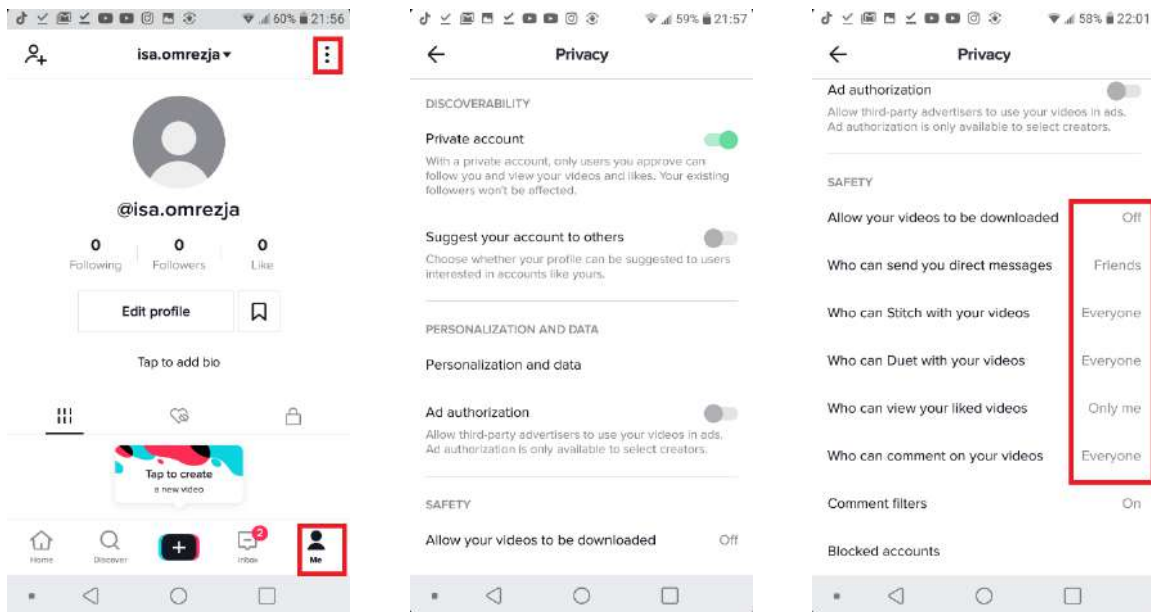 60% 21:56
isa.omrezja
@isa.omrezja
0 0 0
Following Followers Like
Edit profile
Tap to add bio
Tap to create
a new video
2
Home Discover Inbox Me
59% 21:57
Privacy
DISCOVERABILITY
Private account
With a private account, only users you approve can
follow you and view your videos and likes. Your existing
followers won't be affected.
Suggest your account to others
Choose whether your profile can be suggested to users
interested in accounts like yours.
PERSONALIZATION AND DATA
Personalization and data
Ad authorization
Allow third-party advertisers to use your videos in ads.
Ad authorization is only available to select creators.
SAFETY
Allow your videos to be downloaded Off
58% 22:01
Privacy
Ad authorization
Allow third-party advertisers to use your videos in ads.
Ad authorization is only available to select creators.
SAFETY
Allow your videos to be downloaded Off
Who can send you direct messages Friends
Who can Stitch with your videos Everyone
Who can Duet with your videos Everyone
Who can view your liked videos Only me
Who can comment on your videos Everyone
Comment filters On
Blocked accounts